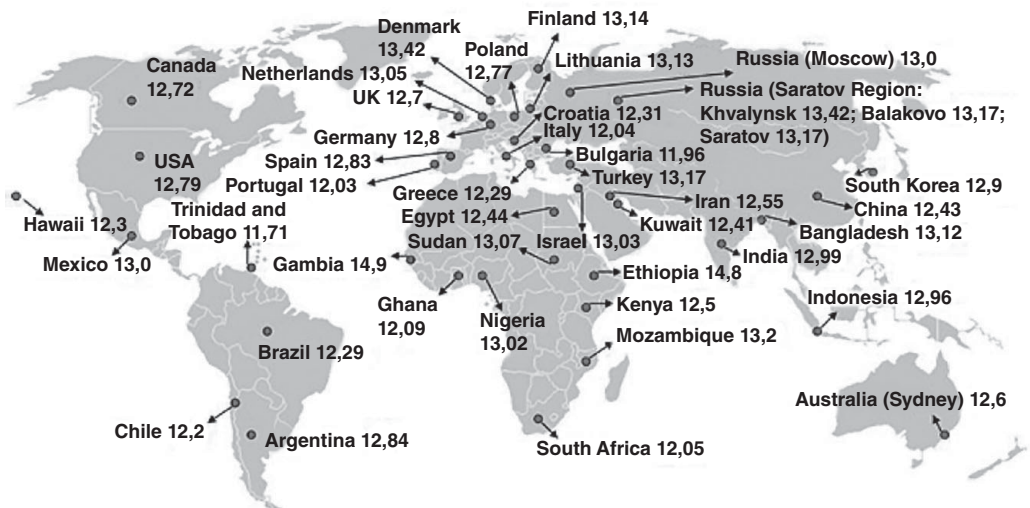 Finland 13,14
Denmark
13,42
Poland
12,77
Lithuania 13,13
Russia (Moscow) 13,0
Canada
12,72
Netherlands 13,05
Russia (Saratov Region:
Khvalynsk 13,42; Balakovo 13,17;
Saratov 13,17)
UK 12,7
Croatia 12,31
Germany 12,8
Italy 12,04
USA
12,79
Spain 12,83
Bulgaria 11,96
Portugal 12,03
Turkey 13,17
South Korea 12,9
Greece 12,29
Iran 12,55
China 12,43
Hawaii 12,3
Trinidad and
Tobago 11,71
Egypt 12,44
Kuwait 12,41
Bangladesh 13,12
Sudan 13,07
Israel 13,03
India 12,99
Mexico 13,0
Gambia 14,9
Ethiopia 14,8
Ghana
12,09
Nigeria
13,02
Kenya 12,5
Indonesia 12,96
Brazil 12,29
Mozambique 13,2
Australia (Sydney) 12,6
Chile 12,2
Argentina 12,84
South Africa 12,05